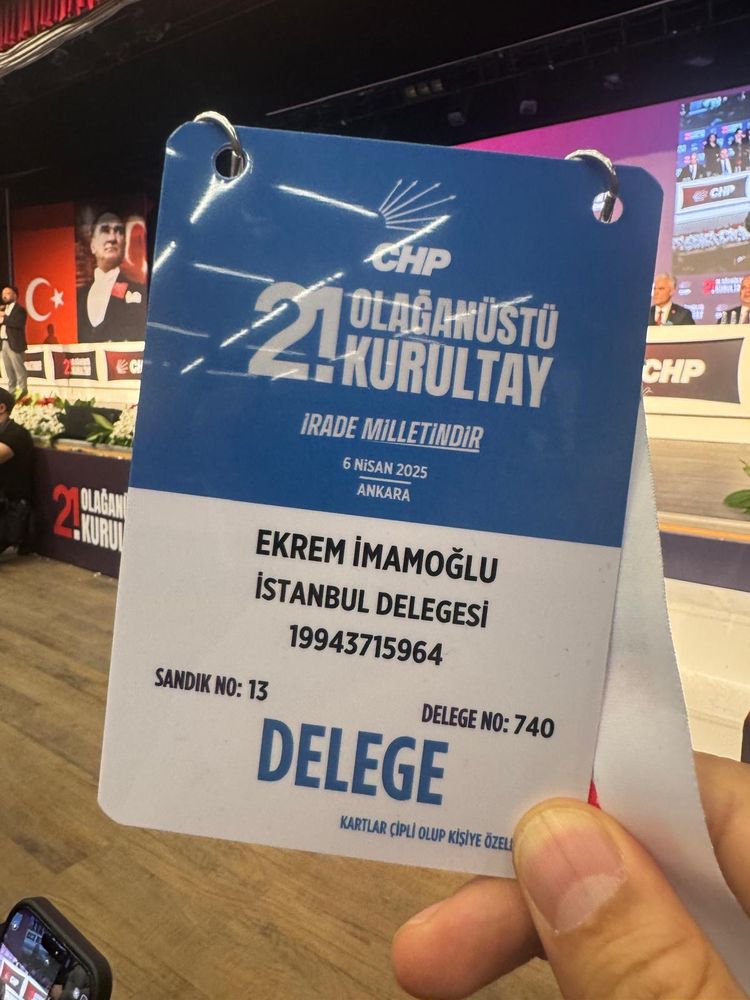 CHP
21. OLAĞANÜSTÜ
KURULTAY
İRADE MİLLETİNDİR
6 NİSAN 2025
ANKARA
EKREM İMAMOĞLU
İSTANBUL DELEGESİ
19943715964
SANDIK NO: 13
DELEGE NO: 740
DELEGE
KARTLAR ÇİPLİ OLUP KİŞİYE ÖZEL
21. OLAĞAN
KURUL
CHP
CHP
CHP